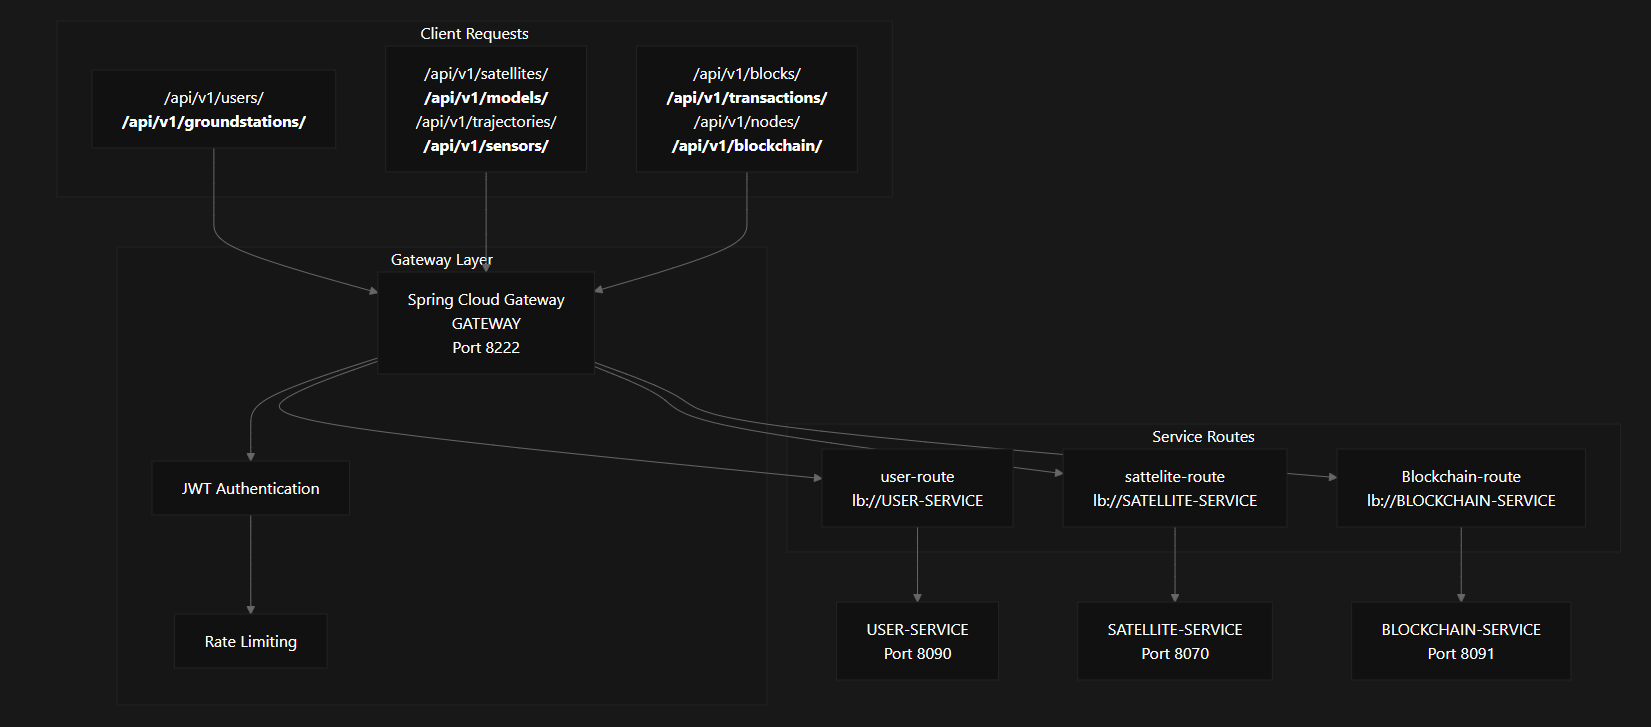 Client Requests
/api/v1/users/
/api/v1/groundstations/
/api/v1/satellites/
/api/v1/models/
/api/v1/trajectories/
/api/v1/sensors/
/api/v1/blocks/
/api/v1/transactions/
/api/v1/nodes/
/api/v1/blockchain/
Gateway Layer
Spring Cloud Gateway
GATEWAY
Port 8222
JWT Authentication
Rate Limiting
Service Routes
user-route
lb://USER-SERVICE
sattelite-route
lb://SATELLITE-SERVICE
Blockchain-route
lb://BLOCKCHAIN-SERVICE
USER-SERVICE
Port 8090
SATELLITE-SERVICE
Port 8070
BLOCKCHAIN-SERVICE
Port 8091